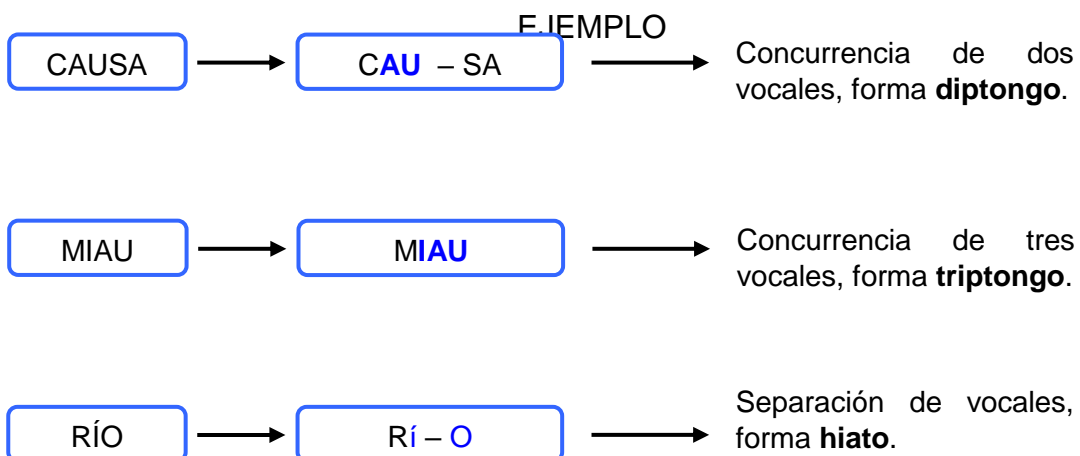 EJEMPLO
CAUSA
CAU – SA
Concurrencia de dos
vocales, forma diptongo.
MIAU
MIAU
Concurrencia de tres
vocales, forma triptongo.
RÍO
Rí – O
Separación de vocales,
forma hiato.